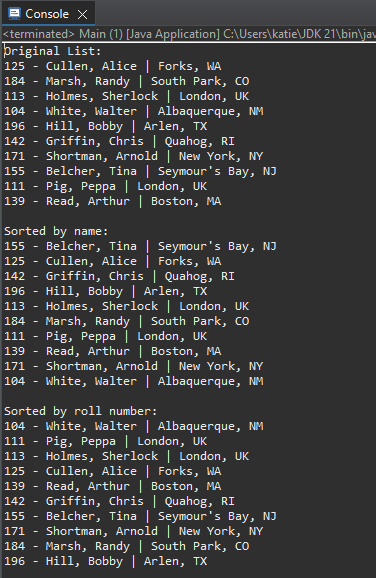 Console
<terminated> Main (1) [Java Application] C:\Users\katie\JDK 21\bin\jav
Original List:
125 - Cullen, Alice | Forks, WA
184 - Marsh, Randy | South Park, CO
113 - Holmes, Sherlock | London, UK
104 - White, Walter | Albaquerque, NM
196 - Hill, Bobby | Arlen, TX
142 - Griffin, Chris | Quahog, RI
171 - Shortman, Arnold | New York, NY
155 - Belcher, Tina | Seymour's Bay, NJ
111 - Pig, Peppa | London, UK
139 - Read, Arthur | Boston, MA

Sorted by name:
155 - Belcher, Tina | Seymour's Bay, NJ
125 - Cullen, Alice | Forks, WA
142 - Griffin, Chris | Quahog, RI
196 - Hill, Bobby | Arlen, TX
113 - Holmes, Sherlock | London, UK
184 - Marsh, Randy | South Park, CO
111 - Pig, Peppa | London, UK
139 - Read, Arthur | Boston, MA
171 - Shortman, Arnold | New York, NY
104 - White, Walter | Albaquerque, NM

Sorted by roll number:
104 - White, Walter | Albaquerque, NM
111 - Pig, Peppa | London, UK
113 - Holmes, Sherlock | London, UK
125 - Cullen, Alice | Forks, WA
139 - Read, Arthur | Boston, MA
142 - Griffin, Chris | Quahog, RI
155 - Belcher, Tina | Seymour's Bay, NJ
171 - Shortman, Arnold | New York, NY
184 - Marsh, Randy | South Park, CO
196 - Hill, Bobby | Arlen, TX